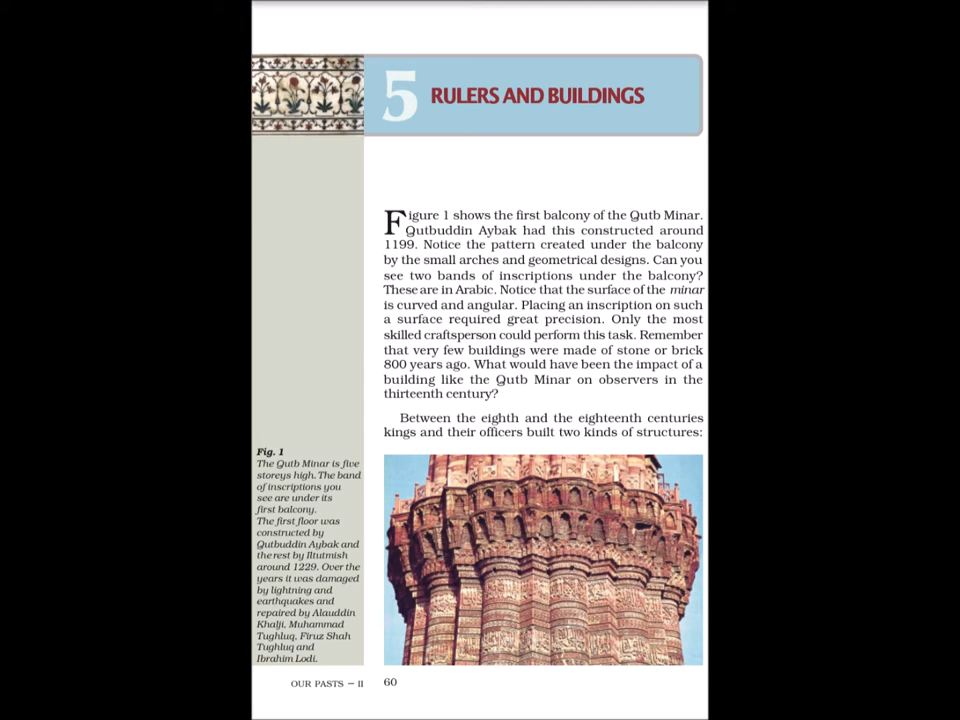 5 RULERS AND BUILDINGS
Figure 1 shows the first balcony of the Qutb Minar.
Qutbuddin Aybak had this constructed around
1199. Notice the pattern created under the balcony
by the small arches and geometrical designs. Can you
see two bands of inscriptions under the balcony?
These are in Arabic. Notice that the surface of the minar
is curved and angular. Placing an inscription on such
a surface required great precision. Only the most
skilled craftsperson could perform this task. Remember
that very few buildings were made of stone or brick
800 years ago. What would have been the impact of a
building like the Qutb Minar on observers in the
thirteenth century?
Between the eighth and the eighteenth centuries
kings and their officers built two kinds of structures:
Fig. 1
The Qutb Minar is five
storeys high. The band
of inscriptions you
see are under its
first balcony.
The first floor was
constructed by
Qutbuddin Aybak and
the rest by Iltutmish
around 1229. Over the
years it was damaged
by lightning and
earthquakes and
repaired by Alauddin
Khalji, Muhammad
Tughluq, Firuz Shah
Tughluq and
Ibrahim Lodi.
OUR PASTS – II 60